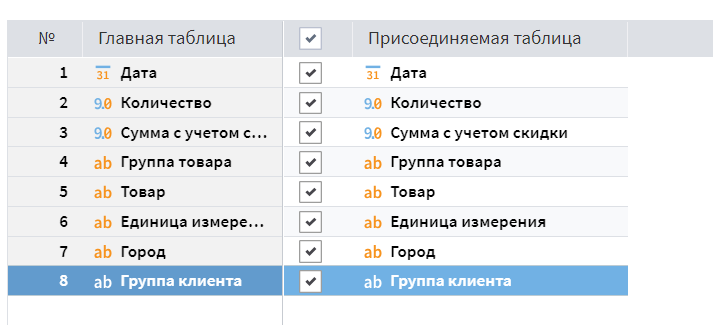 № Главная таблица Присоединяемая таблица
1 31 Дата 31 Дата
2 9.0 Количество 9.0 Количество
3 9.0 Сумма с учетом с... 9.0 Сумма с учетом скидки
4 ab Группа товара ab Группа товара
5 ab Товар ab Товар
6 ab Единица измере... ab Единица измерения
7 ab Город ab Город
8 ab Группа клиента ab Группа клиента